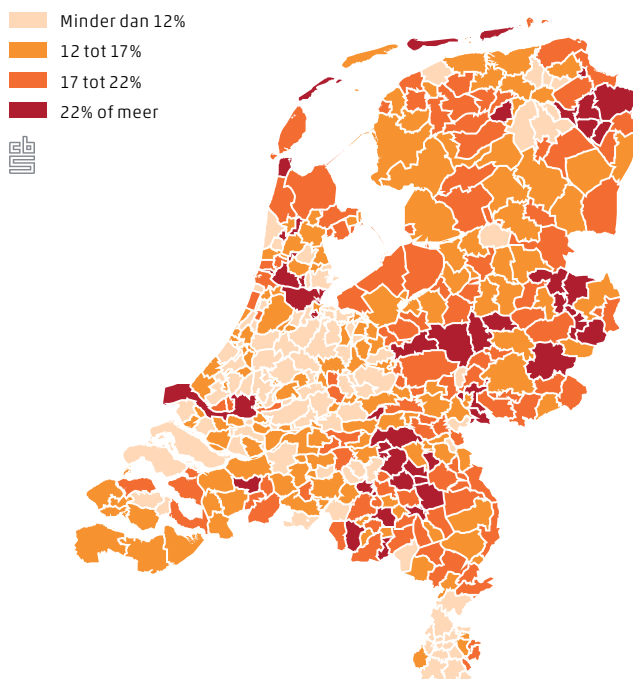 Minder dan 12%
12 tot 17%
17 tot 22%
22% of meer
cbs